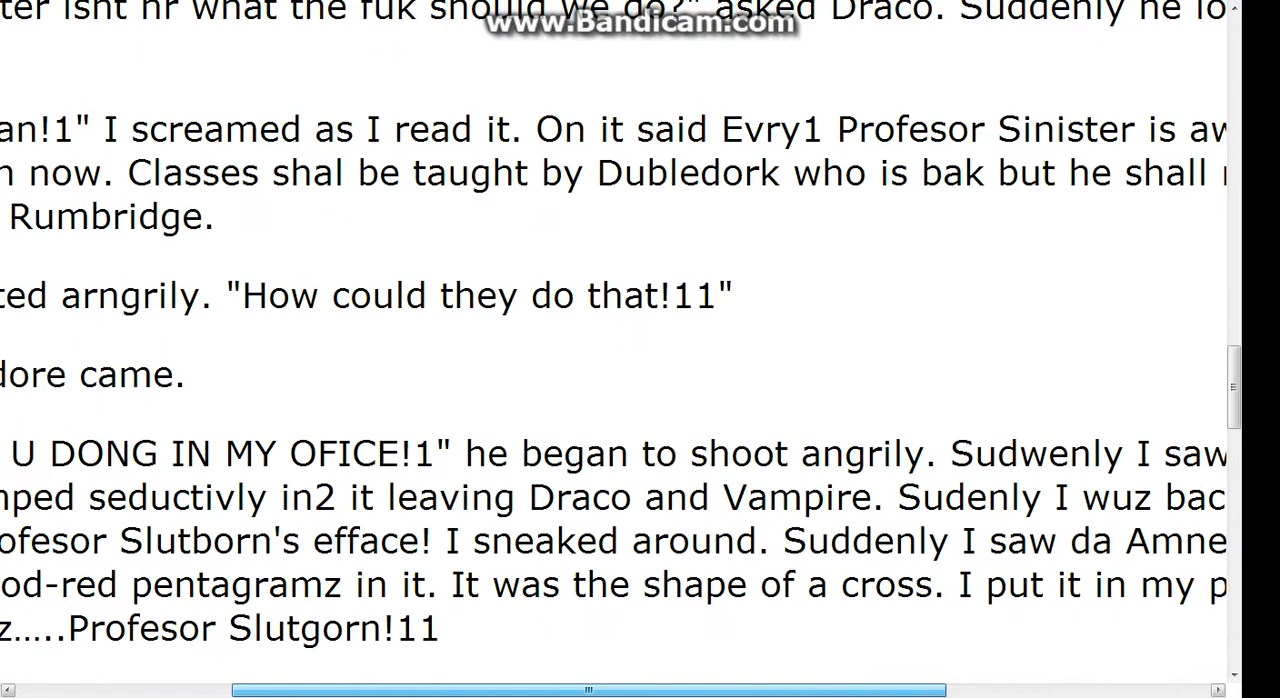 ter isnt hr what the fuk should we do?" asked Draco. Suddenly he lo
www.Bandicam.com
an!1" I screamed as I read it. On it said Evry1 Profesor Sinister is aw
n now. Classes shal be taught by Dubledork who is bak but he shall
Rumbridge.
ted arngrily. "How could they do that!11"
dore came.
U DONG IN MY OFICE!1" he began to shoot angrily. Sudwenly I saw
nped seductivly in2 it leaving Draco and Vampire. Sudenly I wuz bac
ofesor Slutborn's efface! I sneaked around. Suddenly I saw da Amne
od-red pentagramz in it. It was the shape of a cross. I put it in my p
z…..Profesor Slutgorn!11